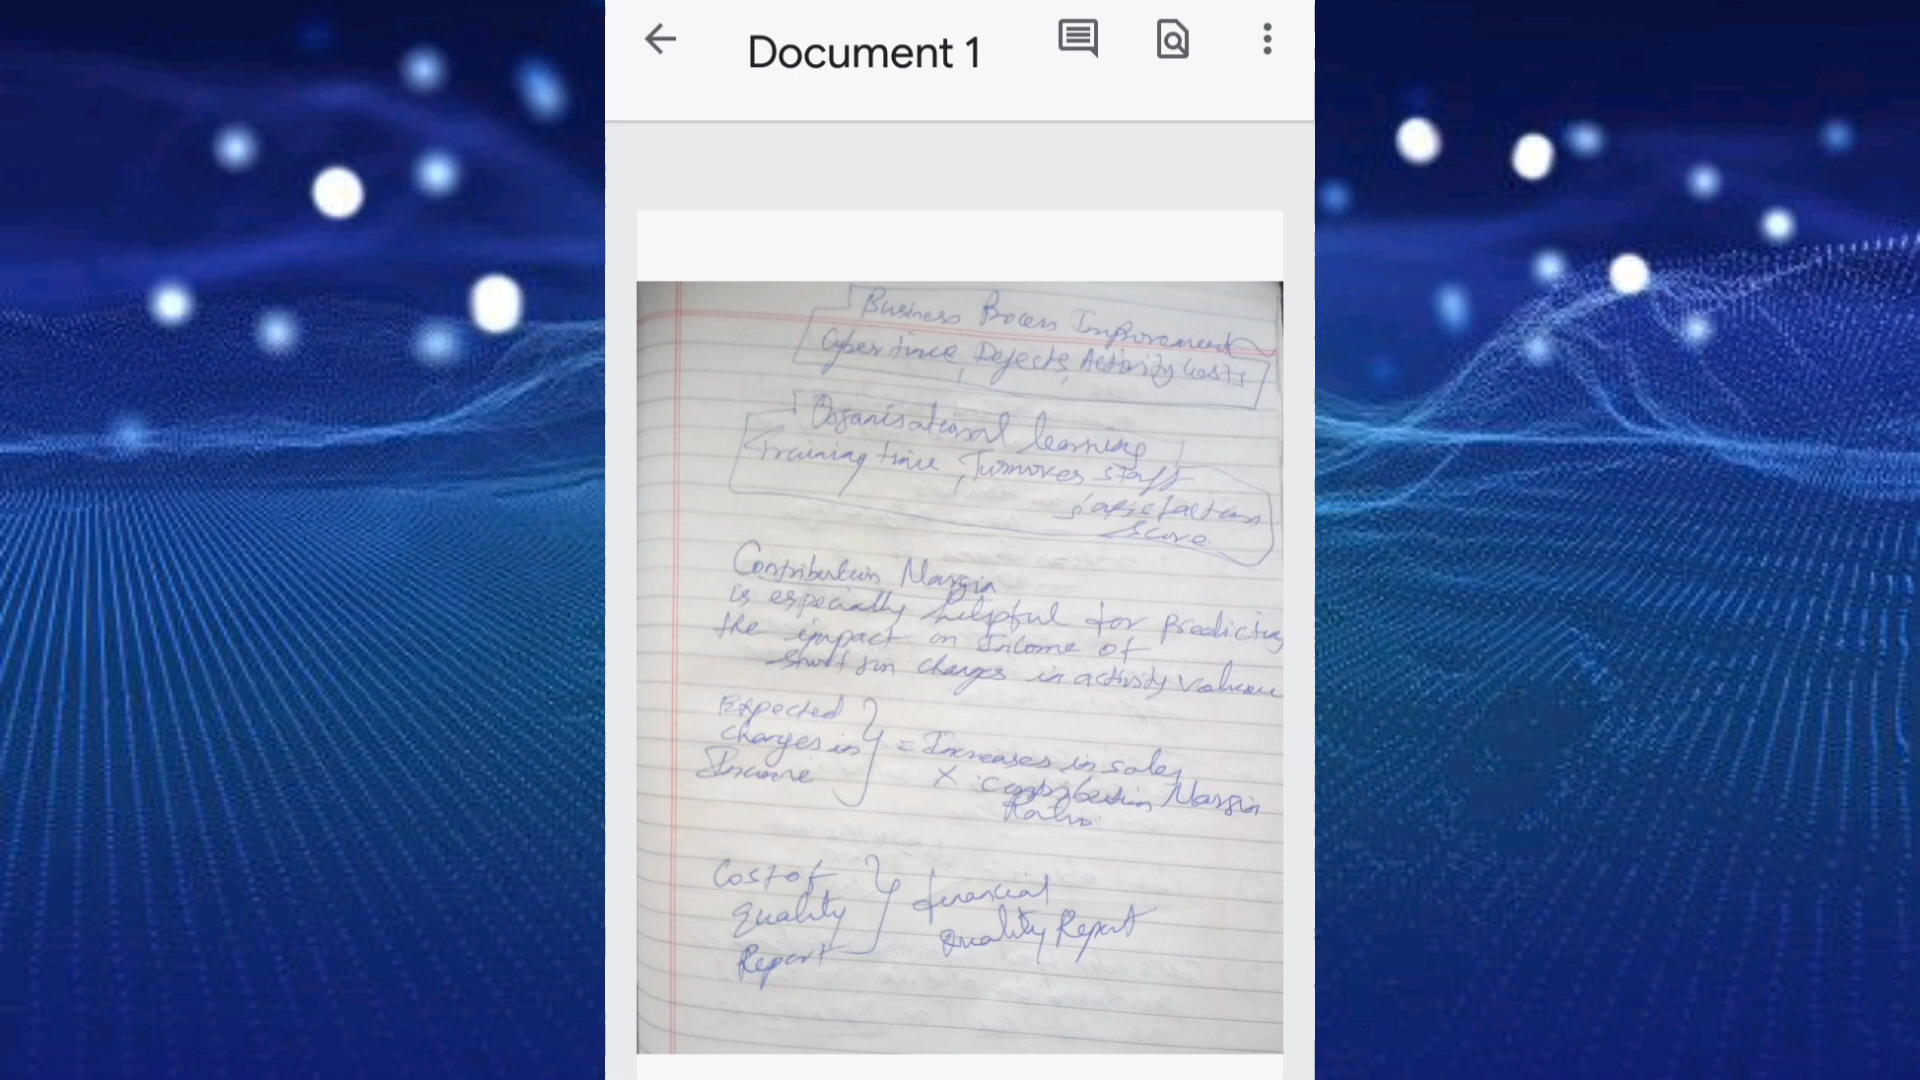 Document 1
Business Process Improvement
Cyber time, Defects, Activity Costs
Organisational learning
Training time, Turnover, Staff
Satisfaction
Score.
Contribution Margin
is especially helpful for Predicting
the impact on Income of
short run changes in activity volume
Expected
changes in
Income
= Increases in sales
X Contribution Margin
Ratio.
Cost of
Quality
Report
financial
Quality Report